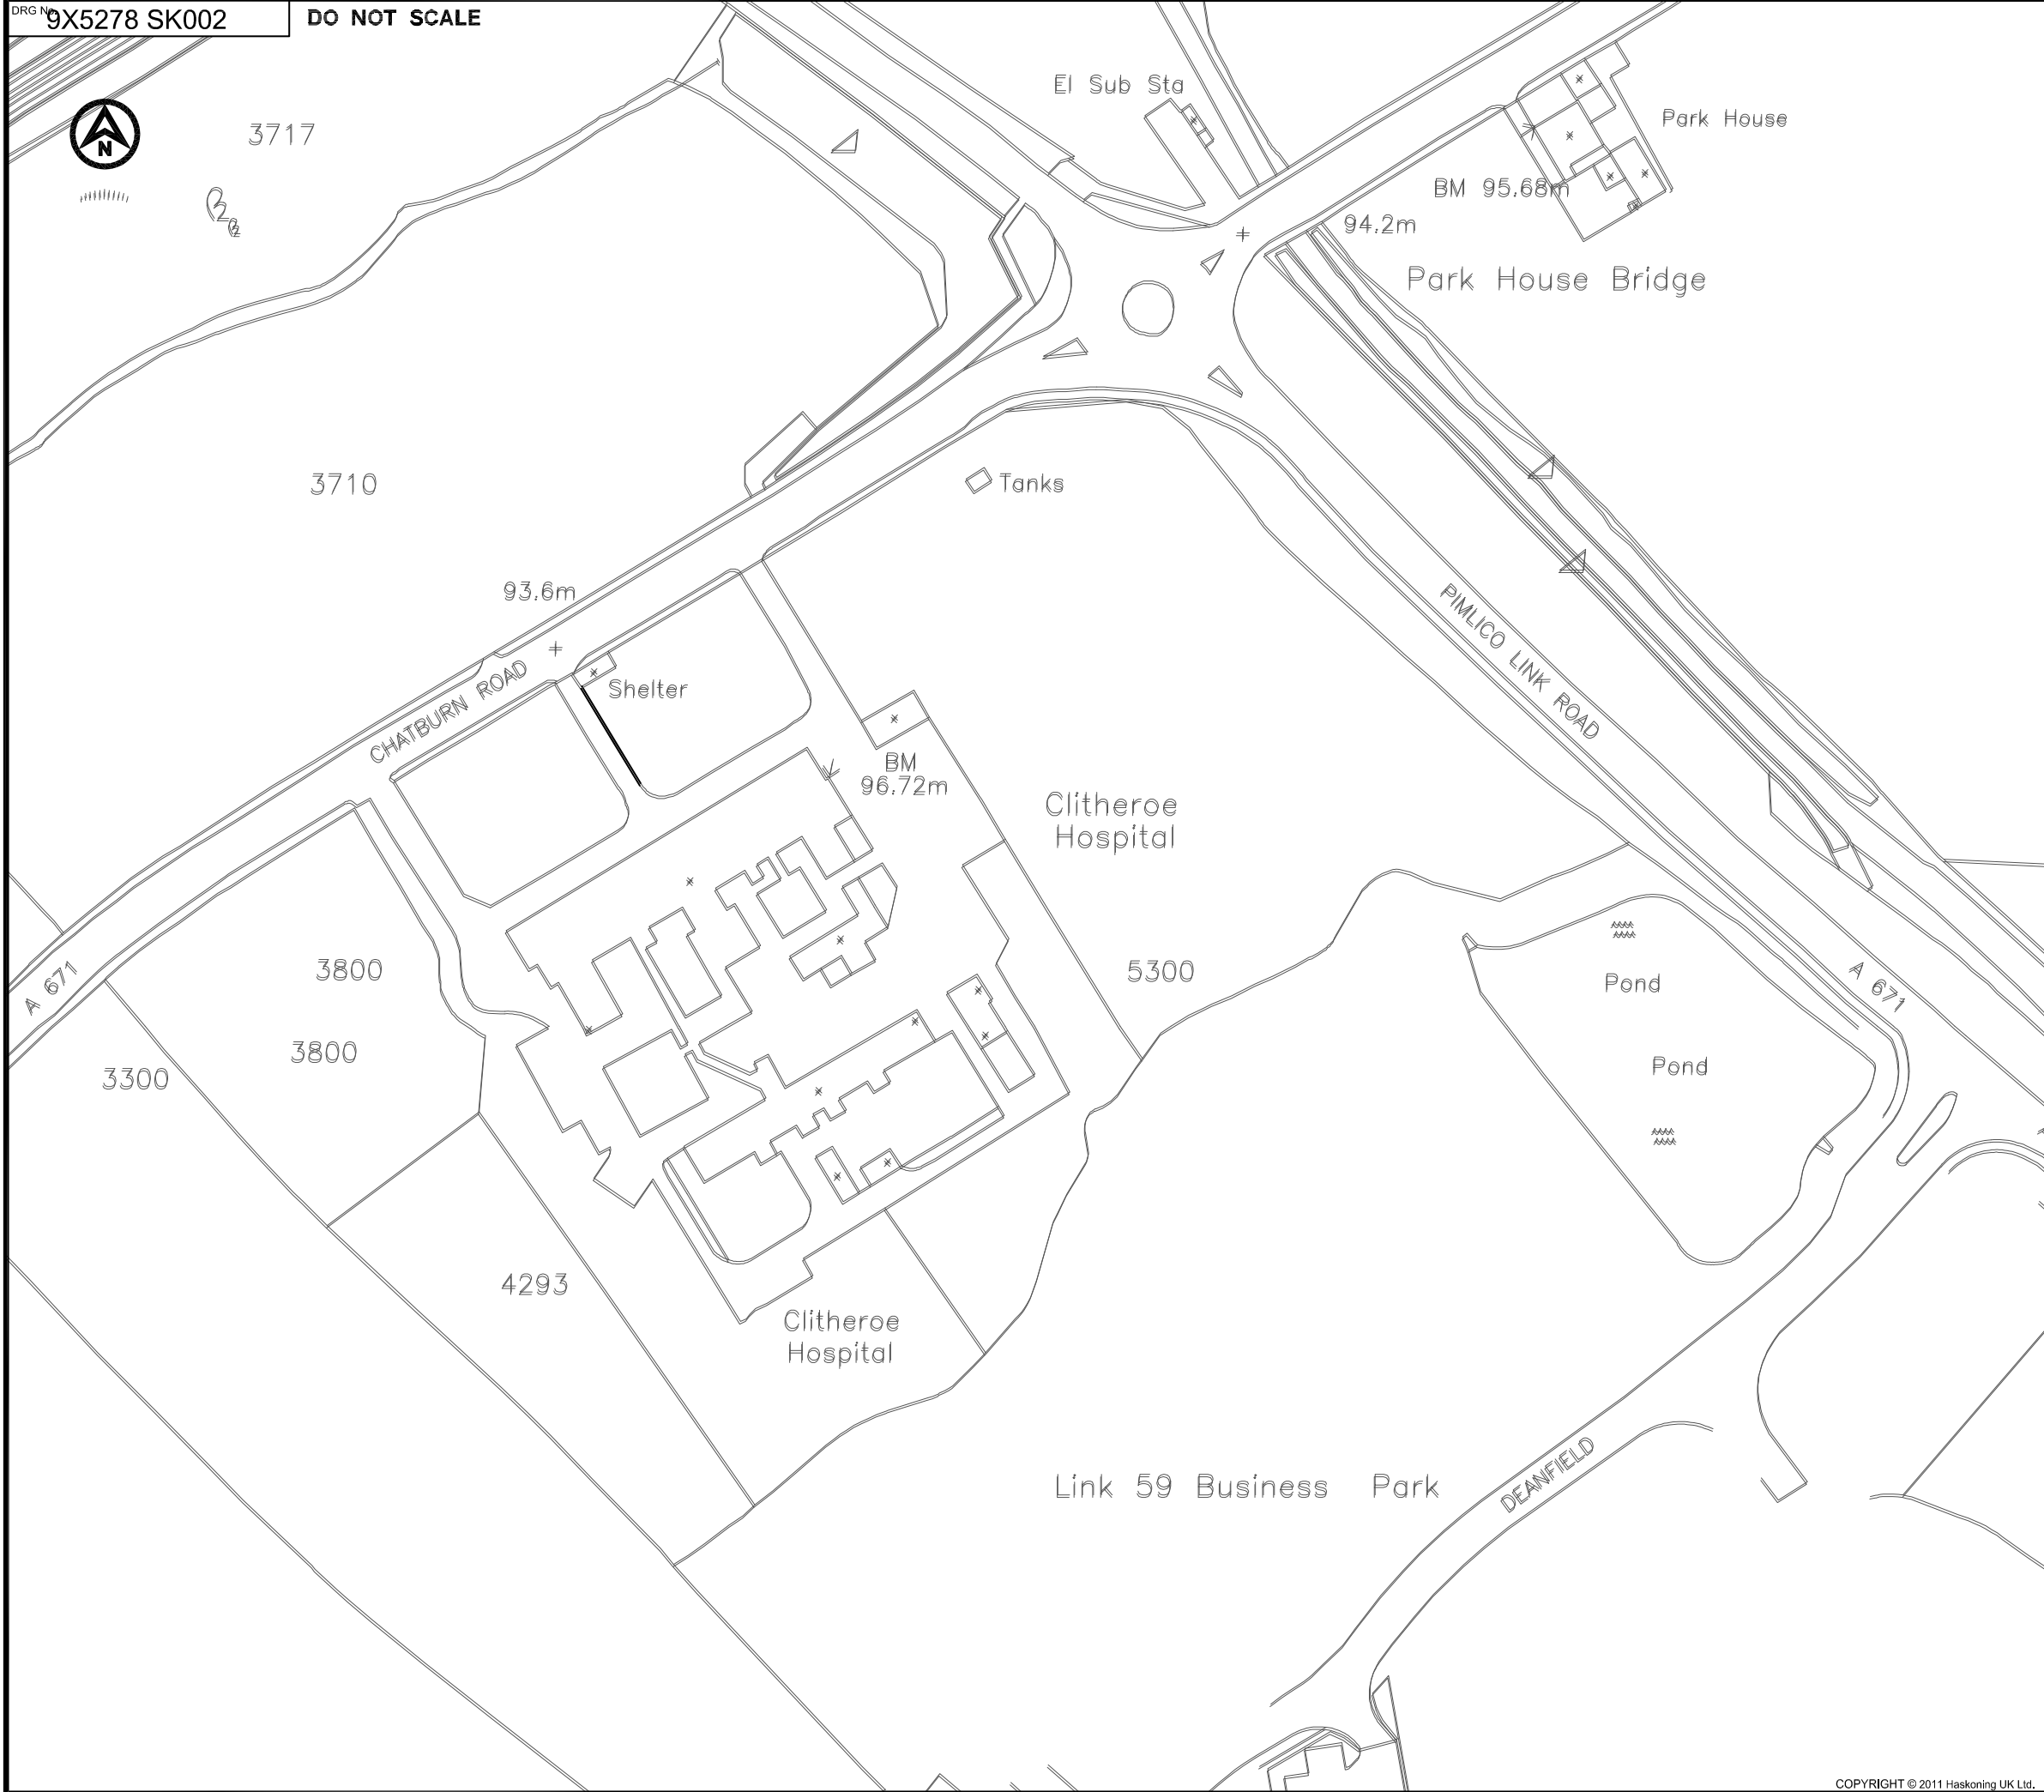 DRG No.
9X5278 SK002
DO NOT SCALE
N
3717
El Sub Sta
Park House
BM 95.68m
94.2m
Park House Bridge
3710
Tanks
93.6m
PIMLICO LINK ROAD
CHATBURN ROAD
Shelter
BM
96.72m
Clitheroe
Hospital
A 671
3800
5300
Pond
A 671
3800
3300
Pond
4293
Clitheroe
Hospital
Link 59 Business Park
DEANFIELD
COPYRIGHT © 2011 Haskoning UK Ltd.